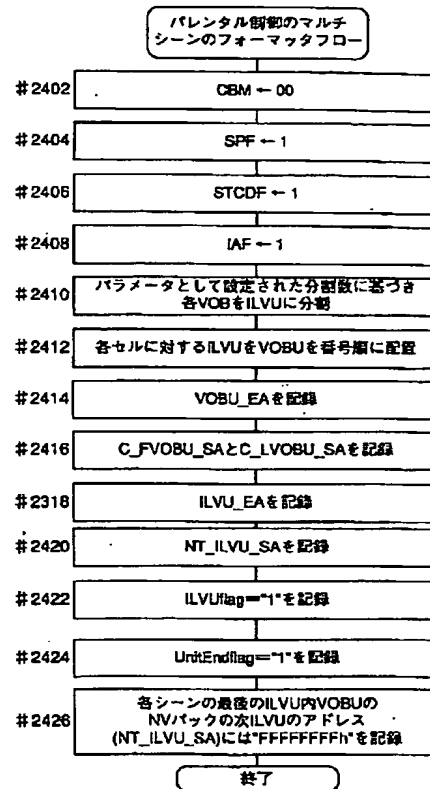 パレンタル制御のマルチ
シーンのフォーマッタフロー
#2402
CBM ← 00
#2404
SPF ← 1
#2406
STCDF ← 1
#2408
IAF ← 1
#2410
パラメータとして設定された分割数に基づき
各VOBをILVUに分割
#2412
各セルに対するILVUをVOBUを番号順に配置
#2414
VOBU_EAを記録
#2416
C_FVOBU_SAとC_LVOBU_SAを記録
#2318
ILVU_EAを記録
#2420
NT_ILVU_SAを記録
#2422
ILVUflag="1"を記録
#2424
UnitEndflag="1"を記録
#2426
各シーンの最後のILVU内VOBUの
NVパックの次ILVUのアドレス
(NT_ILVU_SA)には"FFFFFFFFh"を記録
終了